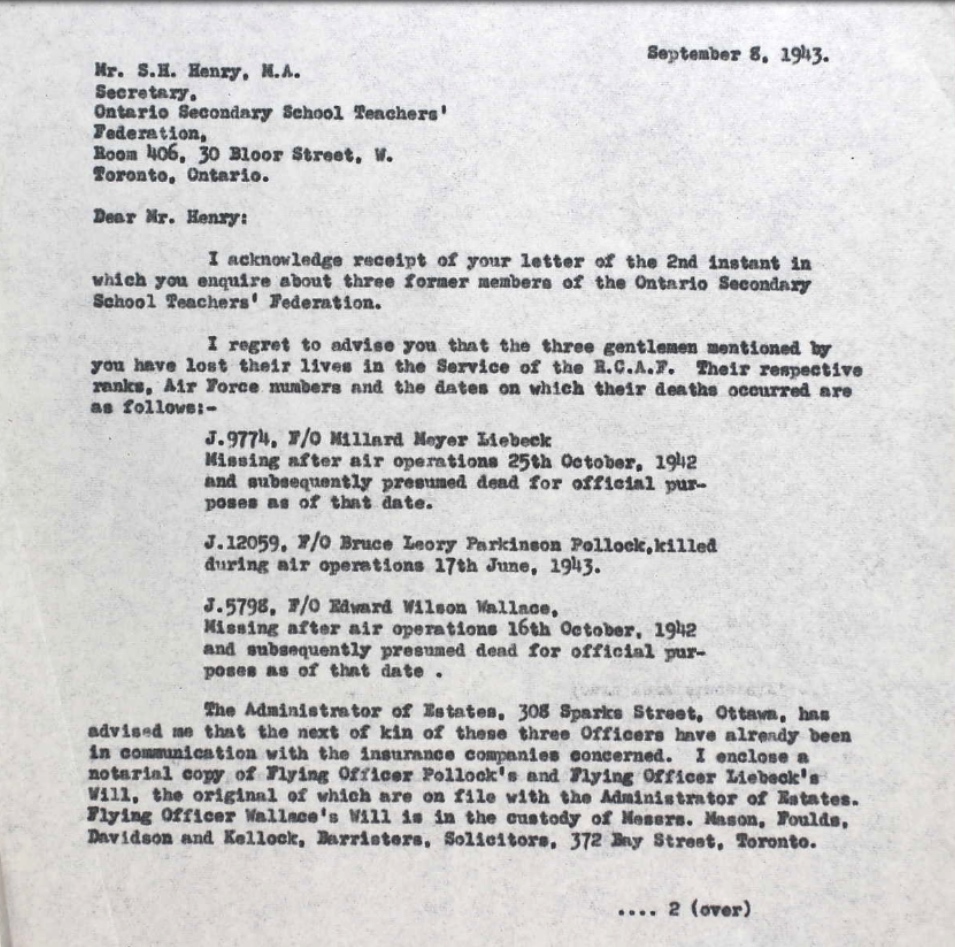 September 8, 1943.
Mr. S.H. Henry, M.A.
Secretary,
Ontario Secondary School Teachers'
Federation,
Room 406, 30 Bloor Street, W.
Toronto, Ontario.
Dear Mr. Henry:
I acknowledge receipt of your letter of the 2nd instant in
which you enquire about three former members of the Ontario Secondary
School Teachers' Federation.
I regret to advise you that the three gentlemen mentioned by
you have lost their lives in the Service of the R.C.A.F. Their respective
ranks, Air Force numbers and the dates on which their deaths occurred are
as follows:-
J.9774, F/O Millard Meyer Liebeck
Missing after air operations 25th October, 1942
and subsequently presumed dead for official pur-
poses as of that date.
J.12059, F/O Bruce Leory Parkinson Pollock,killed
during air operations 17th June, 1943.
J.5798, F/O Edward Wilson Wallace,
Missing after air operations 16th October, 1942
and subsequently presumed dead for official pur-
poses as of that date .
The Administrator of Estates, 308 Sparks Street, Ottawa, has
advised me that the next of kin of these three Officers have already been
in communication with the insurance companies concerned. I enclose a
notarial copy of Flying Officer Pollock's and Flying Officer Liebeck's
Will, the original of which are on file with the Administrator of Estates.
Flying Officer Wallace's Will is in the custody of Messrs. Mason, Foulds,
Davidson and Kellock, Barristers, Solicitors, 372 Bay Street, Toronto.
.... 2 (over)